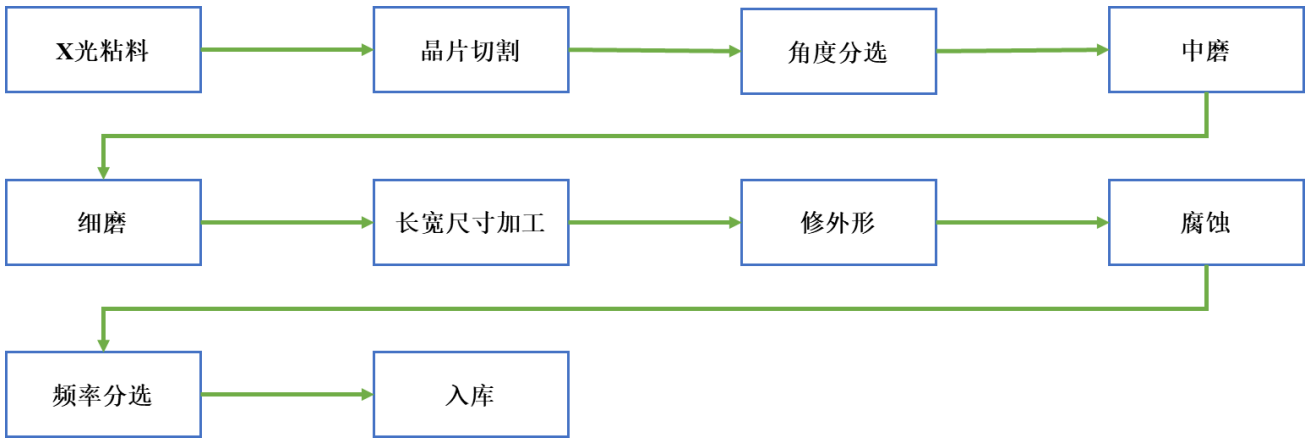 X光粘料
晶片切割
角度分选
中磨
细磨
长宽尺寸加工
修外形
腐蚀
频率分选
入库